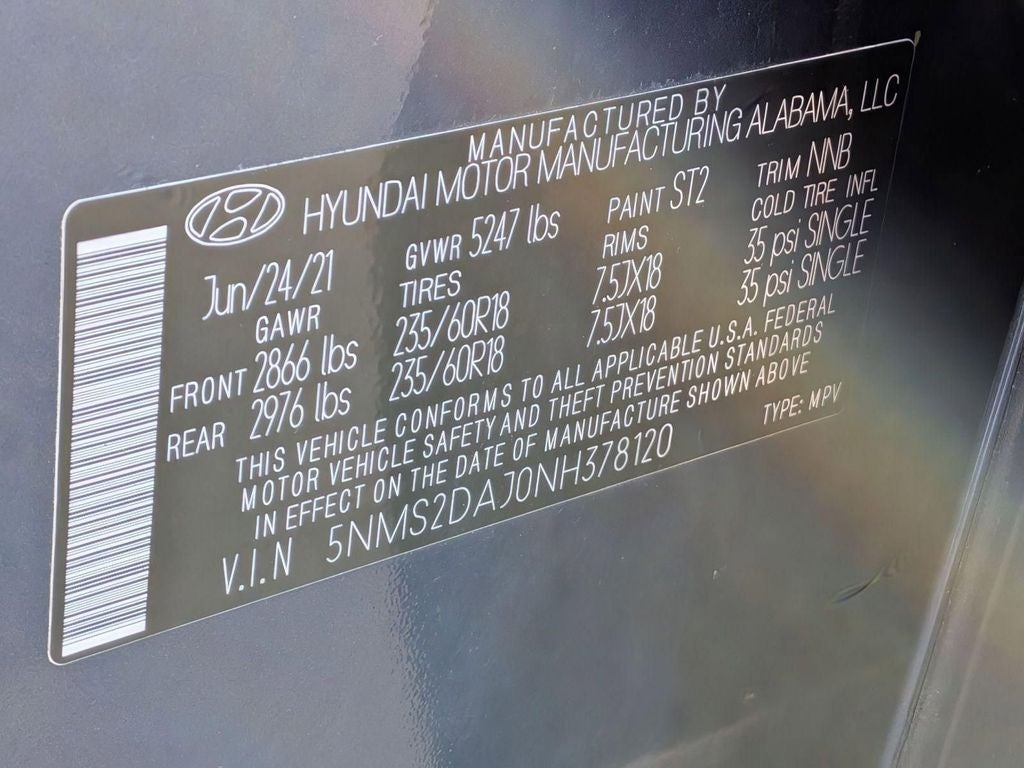 MANUFACTURED BY
HYUNDAI MOTOR MANUFACTURING ALABAMA, LLC
Jun/24/21 GVWR 5247 lbs PAINT ST2 TRIM NNB
GAWR TIRES RIMS COLD TIRE INFL
FRONT 2866 lbs 235/60R18 7.5JX18 35 psi SINGLE
REAR 2976 lbs 235/60R18 7.5JX18 35 psi SINGLE
THIS VEHICLE CONFORMS TO ALL APPLICABLE U.S.A. FEDERAL
MOTOR VEHICLE SAFETY AND THEFT PREVENTION STANDARDS
IN EFFECT ON THE DATE OF MANUFACTURE SHOWN ABOVE
V.I.N 5NMS2DAJ0NH378120 TYPE: MPV